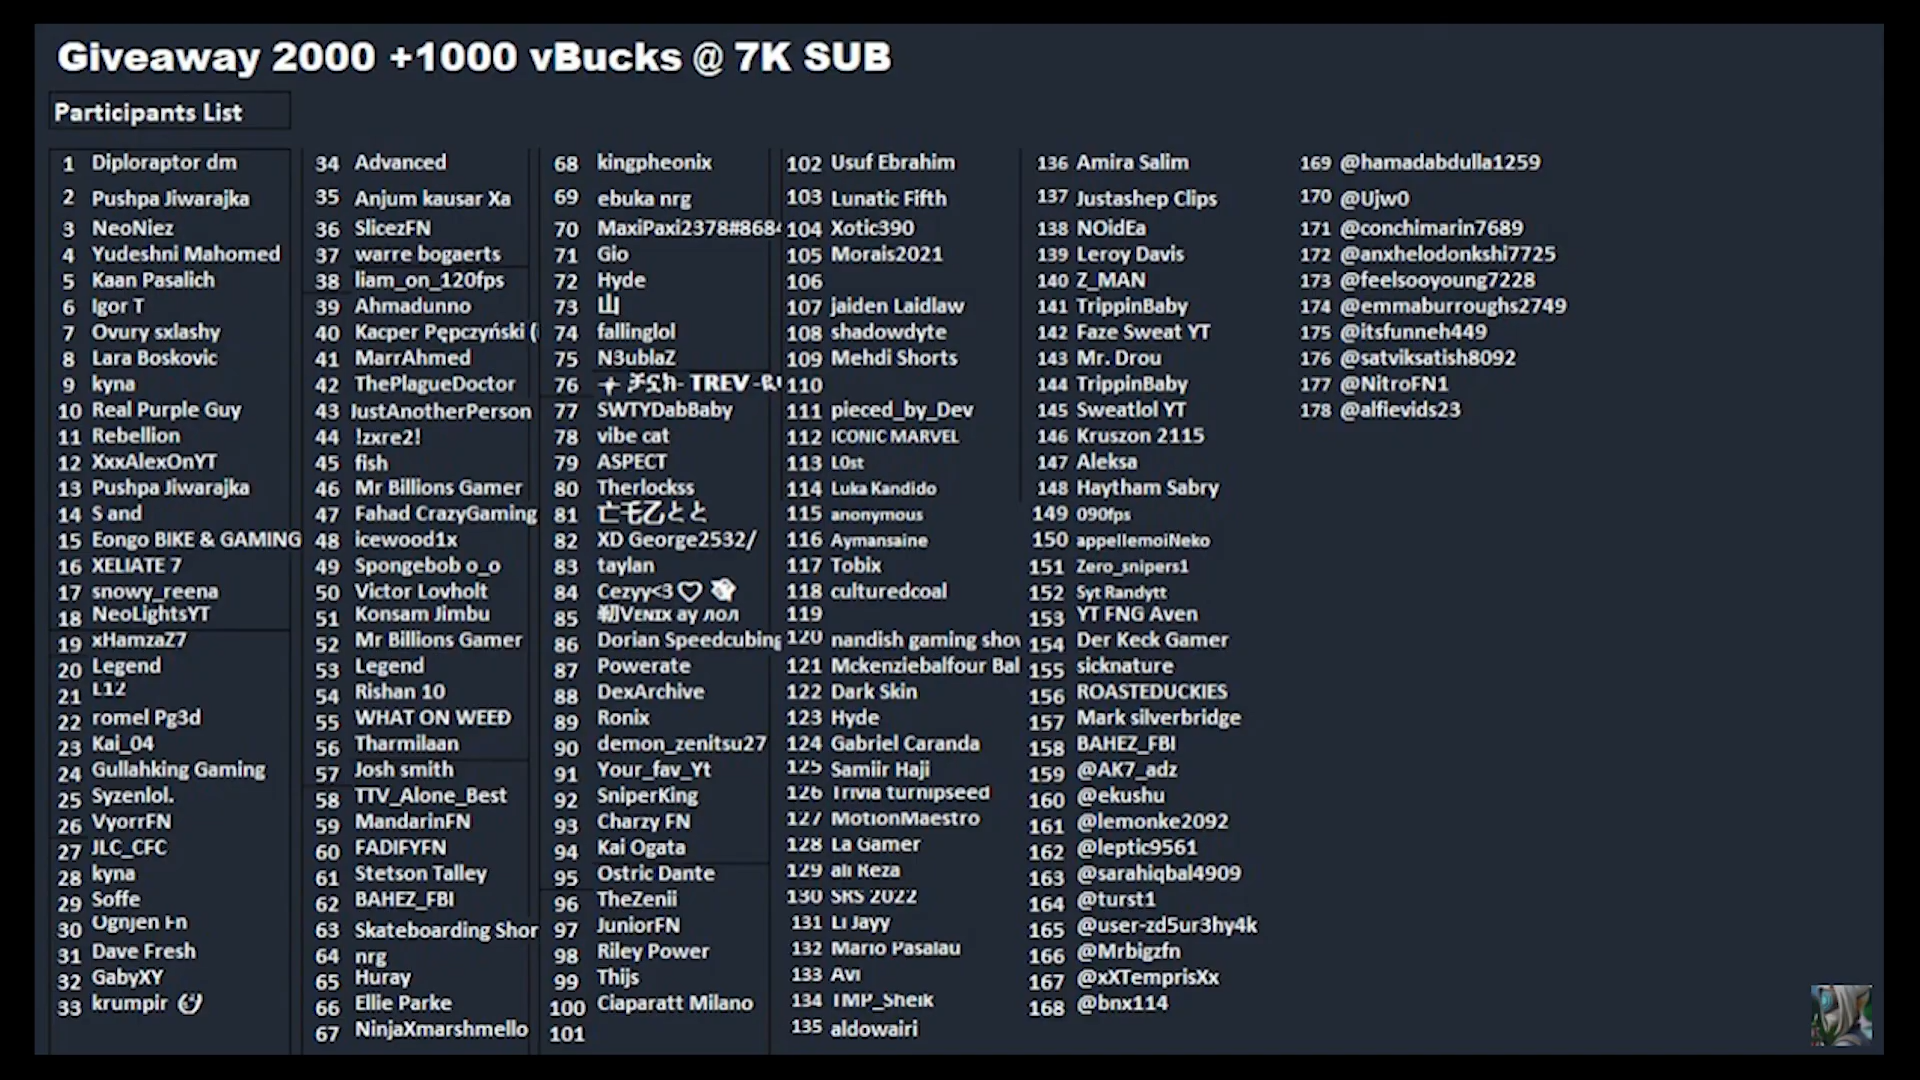 Giveaway 2000 +1000 vBucks @ 7K SUB
Participants List
1 Diploraptor dm
2 Pushpa Jiwarajka
3 NeoNiez
4 Yudeshni Mahomed
5 Kaan Pasalich
6 Igor T
7 Ovury sxlashy
8 Lara Boskovic
9 kyna
10 Real Purple Guy
11 Rebellion
12 XxxAlexOnYT
13 Pushpa Jiwarajka
14 S and
15 Eongo BIKE & GAMING
16 XELIATE 7
17 snowy_reena
18 NeoLightsYT
19 xHamzaZ7
20 Legend
21 L12
22 romel Pg3d
23 Kai_04
24 Gullahking Gaming
25 Syzenlol.
26 VyorrFN
27 JLC_CFC
28 kyna
29 Soffe
30 Ognjen Fn
31 Dave Fresh
32 GabyXY
33 krumpir
34 Advanced
35 Anjum kausar Xa
36 SlicezFN
37 warre bogaerts
38 liam_on_120fps
39 Ahmadunno
40 Kacper Pępczyński (
41 MarrAhmed
42 ThePlagueDoctor
43 JustAnotherPerson
44 !zxre2!
45 fish
46 Mr Billions Gamer
47 Fahad CrazyGaming
48 icewood1x
49 Spongebob o_o
50 Victor Lovholt
51 Konsam Jimbu
52 Mr Billions Gamer
53 Legend
54 Rishan 10
55 WHAT ON WEED
56 Tharmilaan
57 Josh smith
58 TTV_Alone_Best
59 MandarinFN
60 FADIFYFN
61 Stetson Talley
62 BAHEZ_FBI
63 Skateboarding Shor
64 nrg
65 Huray
66 Ellie Parke
67 NinjaXmarshmello
68 kingpheonix
69 ebuka nrg
70 MaxiPaxi2378#8684
71 Gio
72 Hyde
73 山
74 fallinglol
75 N3ublaZ
76 TREV
77 SWTYDabBaby
78 vibe cat
79 ASPECT
80 Therlockss
81 亡毛乙とと
82 XD George2532/
83 taylan
84 Cezyy<3♡
85 Vᴇɴɪx ау лол
86 Dorian Speedcubing
87 Powerate
88 DexArchive
89 Ronix
90 demon_zenitsu27
91 Your_fav_Yt
92 SniperKing
93 Charzy FN
94 Kai Ogata
95 Ostric Dante
96 TheZenii
97 JuniorFN
98 Riley Power
99 Thijs
100 Ciaparatt Milano
101
102 Usuf Ebrahim
103 Lunatic Fifth
104 Xotic390
105 Morais2021
106
107 jaiden Laidlaw
108 shadowdyte
109 Mehdi Shorts
110
111 pieced_by_Dev
112 ICONIC MARVEL
113 L0st
114 Luka Kandido
115 anonymous
116 Aymansaine
117 Tobix
118 culturedcoal
119
120 nandish gaming shov
121 Mckenziebalfour Bal
122 Dark Skin
123 Hyde
124 Gabriel Caranda
125 Samiir Haji
126 Trivia turnipseed
127 MotionMaestro
128 La Gamer
129 ali Reza
130 SRS 2022
131 Li Jayy
132 Mario Pasalau
133 Avi
134 TMP_Sheik
135 aldowairi
136 Amira Salim
137 Justashep Clips
138 NOidEa
139 Leroy Davis
140 Z_MAN
141 TrippinBaby
142 Faze Sweat YT
143 Mr. Drou
144 TrippinBaby
145 Sweatlol YT
146 Kruszon 2115
147 Aleksa
148 Haytham Sabry
149 090fps
150 appellemoiNeko
151 Zero_snipers1
152 Syt Randytt
153 YT FNG Aven
154 Der Keck Gamer
155 sicknature
156 ROASTEDUCKIES
157 Mark silverbridge
158 BAHEZ_FBI
159 @AK7_adz
160 @ekushu
161 @lemonke2092
162 @leptic9561
163 @sarahiqbal4909
164 @turst1
165 @user-zd5ur3hy4k
166 @Mrbigzfn
167 @xXTemprisXx
168 @bnx114
169 @hamadabdulla1259
170 @Ujw0
171 @conchimarin7689
172 @anxhelodonkshi7725
173 @feelsooyoung7228
174 @emmaburroughs2749
175 @itsfunneh449
176 @satviksatish8092
177 @NitroFN1
178 @alfievids23